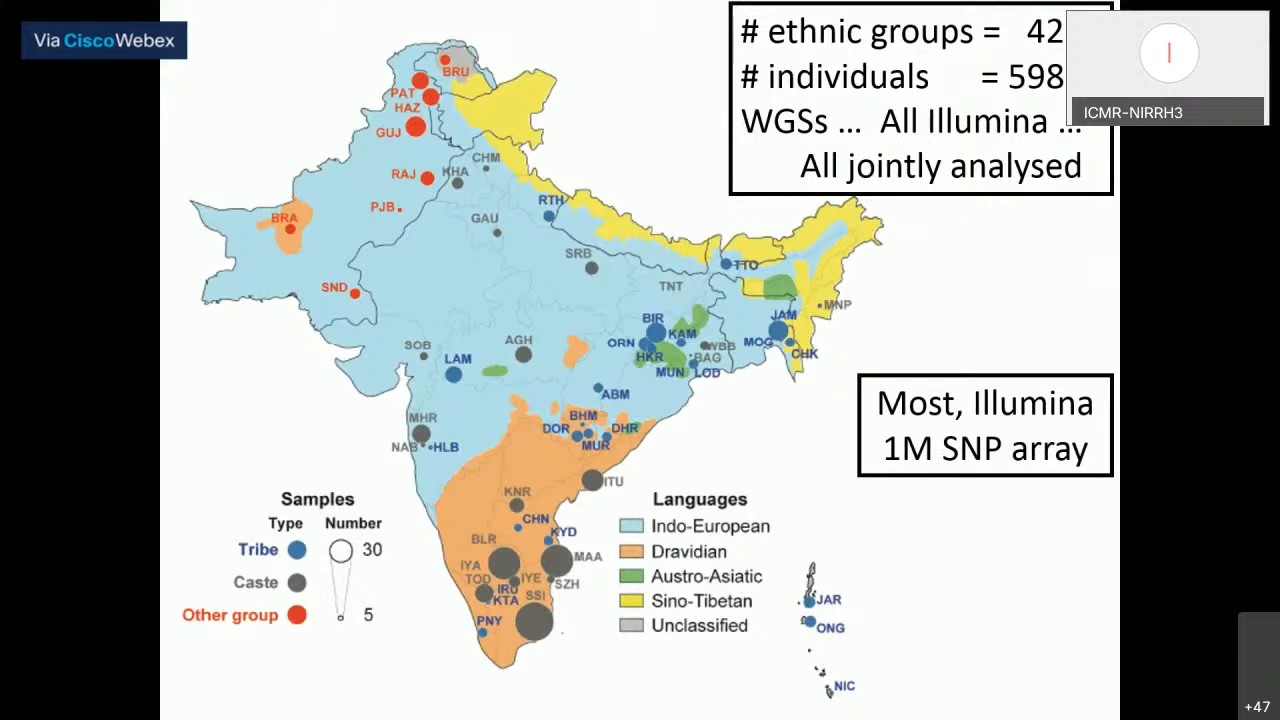 Via Cisco Webex
# ethnic groups = 42
# individuals = 598
WGSs ... All Illumina ...
All jointly analysed
ICMR-NIRRH3
BRU
PAT
HAZ
GUJ
CHM
RAJ
KHA
RTH
PJB
BRA
GAU
SRB
TTO
SND
TNT
MNP
BIR
JAM
SOB
AGH
ORN
KAM
WBB
MOG
LAM
HKR
BAG
CHK
MUN
LOD
ABM
Most, Illumina
1M SNP array
MHR
BHM
DOR
DHR
NAB
HLB
MUR
KNR
ITU
CHN
KYD
BLR
MAA
IYA
TOD
IYE
IRU
SZH
KTA
SSI
PNY
Samples
Type Number
Tribe 30
Caste
Other group 5
Languages
Indo-European
Dravidian
Austro-Asiatic
Sino-Tibetan
Unclassified
JAR
ONG
NIC
+47